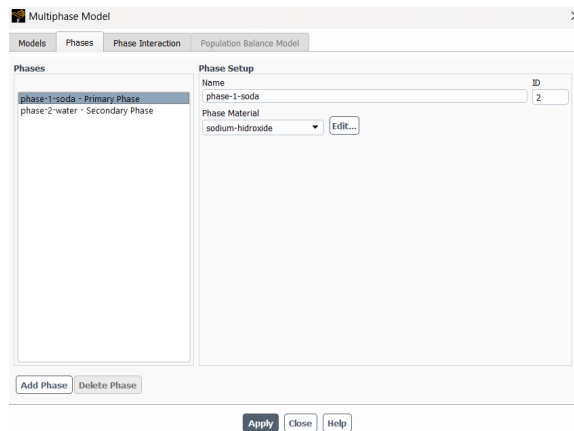 Multiphase Model
Models Phases Phase Interaction Population Balance Model
Phases
phase-1-soda - Primary Phase
phase-2-water - Secondary Phase
Phase Setup
Name ID
phase-1-soda 2
Phase Material
sodium-hidroxide Edit...
Add Phase Delete Phase
Apply Close Help